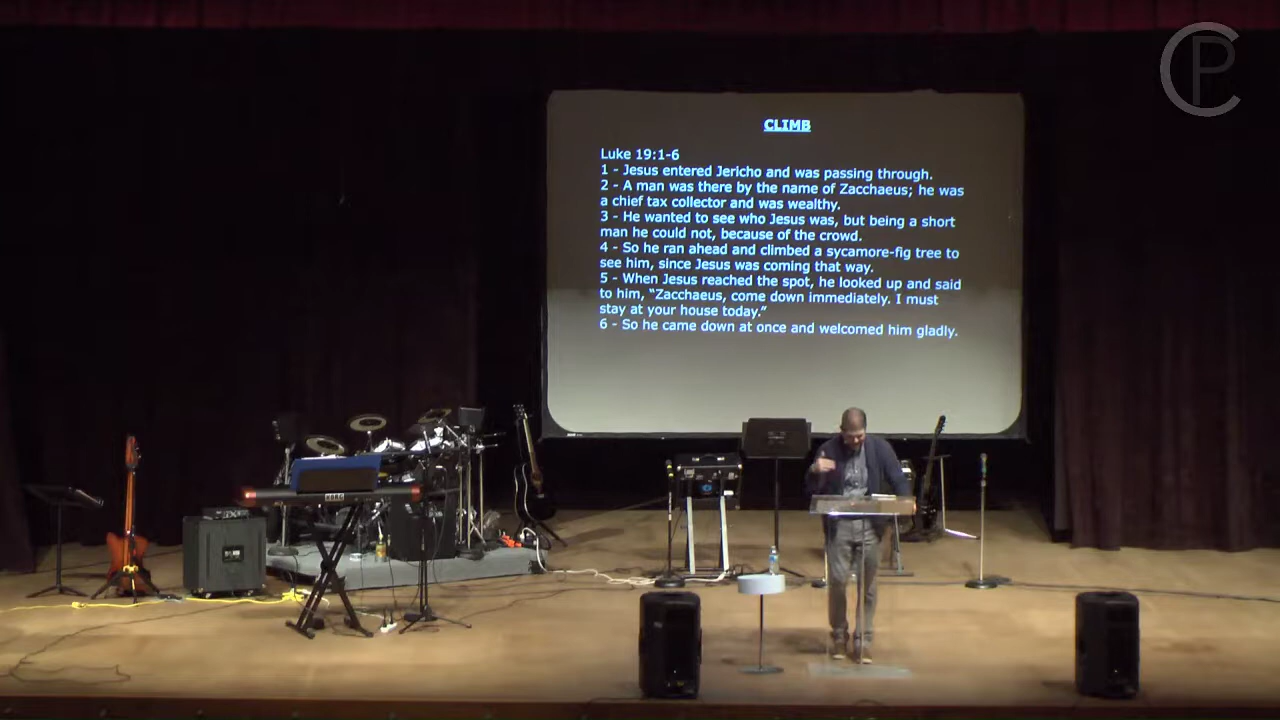 CP
CLIMB
Luke 19:1-6
1 - Jesus entered Jericho and was passing through.
2 - A man was there by the name of Zacchaeus; he was
a chief tax collector and was wealthy.
3 - He wanted to see who Jesus was, but being a short
man he could not, because of the crowd.
4 - So he ran ahead and climbed a sycamore-fig tree to
see him, since Jesus was coming that way.
5 - When Jesus reached the spot, he looked up and said
to him, “Zacchaeus, come down immediately. I must
stay at your house today.”
6 - So he came down at once and welcomed him gladly.
KORG